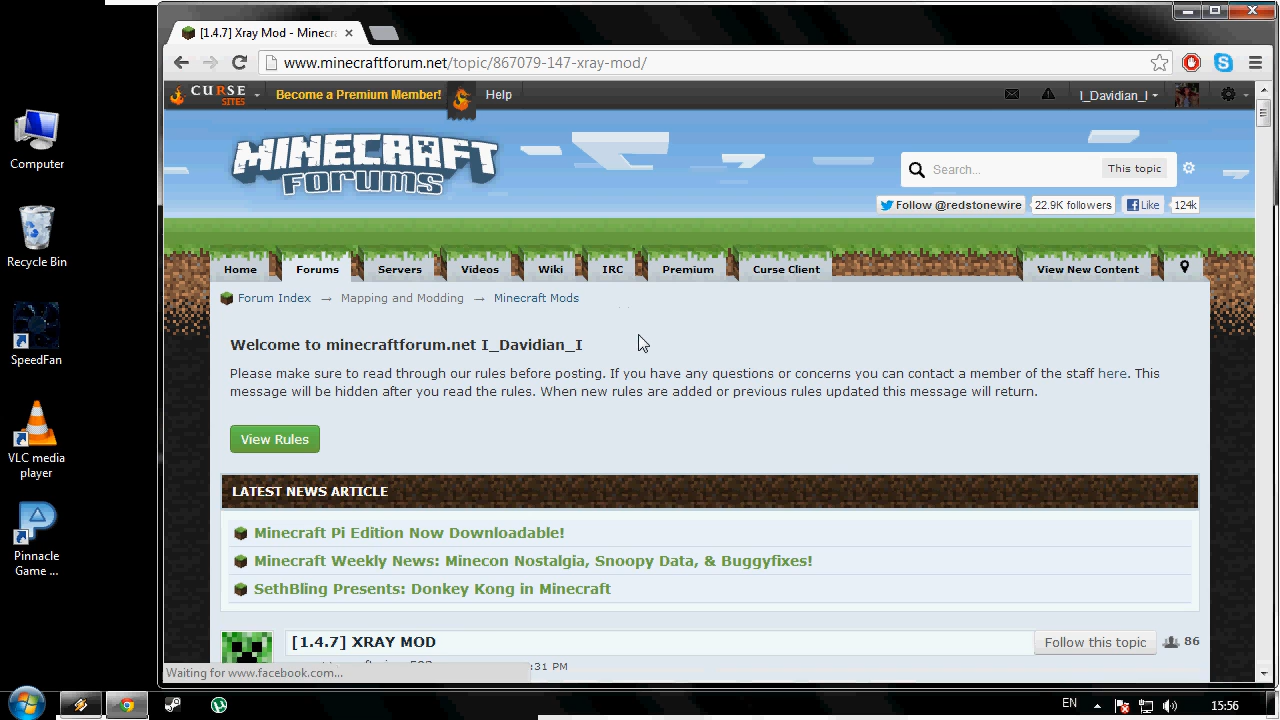 [1.4.7] Xray Mod - Minecra
www.minecraftforum.net/topic/867079-147-xray-mod/
CURSE SITES
Become a Premium Member!
Help
I_Davidian_I
Computer
MINECRAFT
FORUMS
Search...
This topic
Follow @redstonewire
22.9K followers
Like
124k
Recycle Bin
Home
Forums
Servers
Videos
Wiki
IRC
Premium
Curse Client
View New Content
Forum Index → Mapping and Modding → Minecraft Mods
SpeedFan
Welcome to minecraftforum.net I_Davidian_I
Please make sure to read through our rules before posting. If you have any questions or concerns you can contact a member of the staff here. This
message will be hidden after you read the rules. When new rules are added or previous rules updated this message will return.
View Rules
VLC media
player
LATEST NEWS ARTICLE
Minecraft Pi Edition Now Downloadable!
Minecraft Weekly News: Minecon Nostalgia, Snoopy Data, & Buggyfixes!
SethBling Presents: Donkey Kong in Minecraft
Pinnacle
Game ...
[1.4.7] XRAY MOD
Follow this topic
86
:31 PM
Waiting for www.facebook.com...
EN
15:56